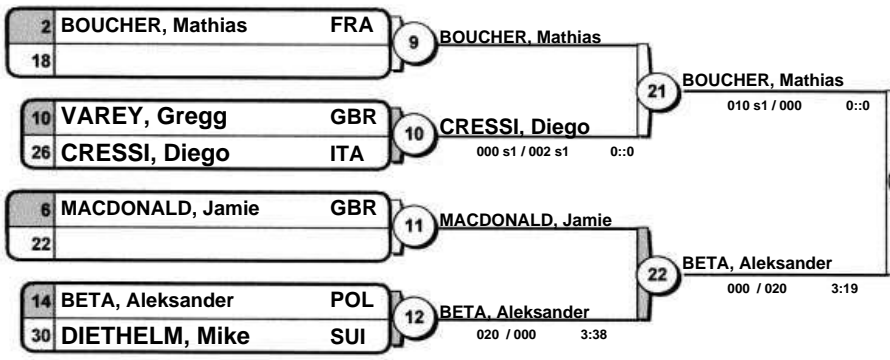 2 BOUCHER, Mathias FRA
18
9
BOUCHER, Mathias
10 VAREY, Gregg GBR
26 CRESSI, Diego ITA
10
CRESSI, Diego
000 s1 / 002 s1 0::0
21
BOUCHER, Mathias
010 s1 / 000 0::0
6 MACDONALD, Jamie GBR
22
11
MACDONALD, Jamie
14 BETA, Aleksander POL
30 DIETHELM, Mike SUI
12
BETA, Aleksander
020 / 000 3:38
22
BETA, Aleksander
000 / 020 3:19